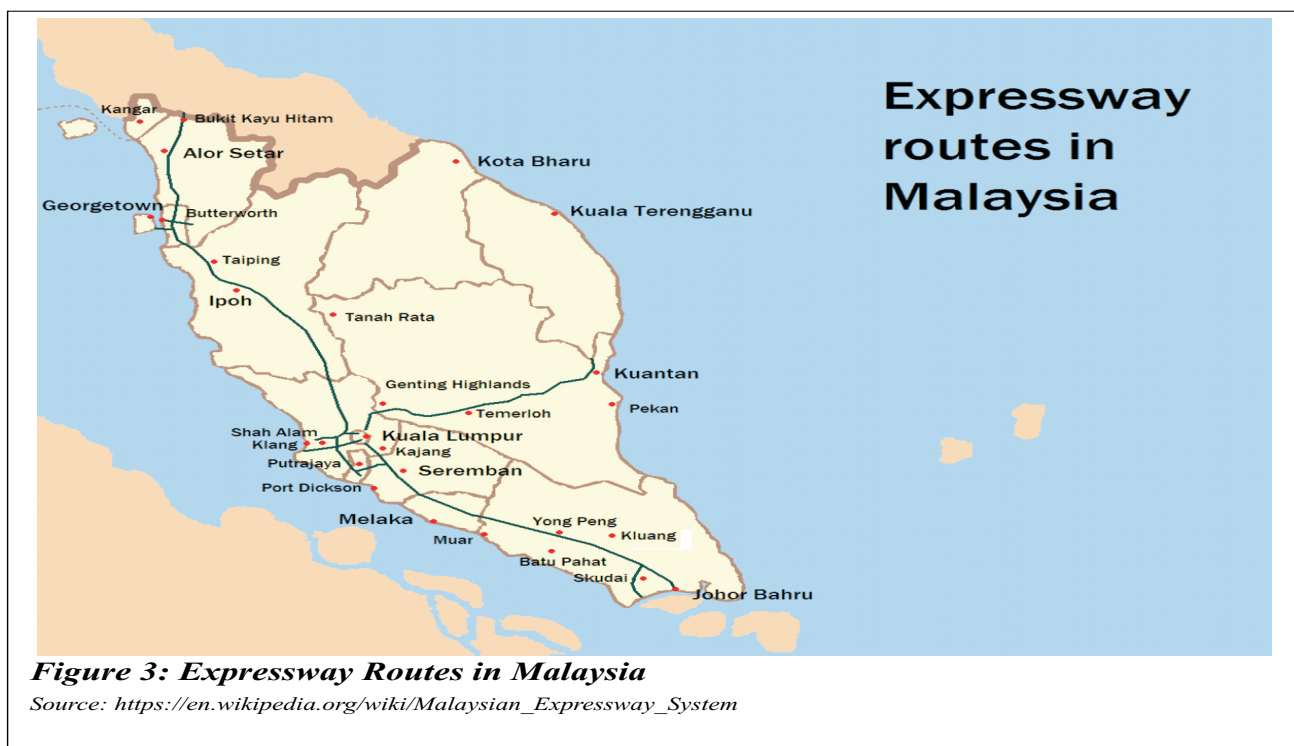 Expressway
routes in
Malaysia
Kangar
Bukit Kayu Hitam
Alor Setar
Kota Bharu
Georgetown
Butterworth
Kuala Terengganu
Taiping
Ipoh
Tanah Rata
Kuantan
Genting Highlands
Pekan
Temerloh
Shah Alam
Kuala Lumpur
Klang
Kajang
Putrajaya
Seremban
Port Dickson
Melaka
Yong Peng
Muar
Kluang
Batu Pahat
Skudai
Johor Bahru
Figure 3: Expressway Routes in Malaysia
Source: https://en.wikipedia.org/wiki/Malaysian_Expressway_System